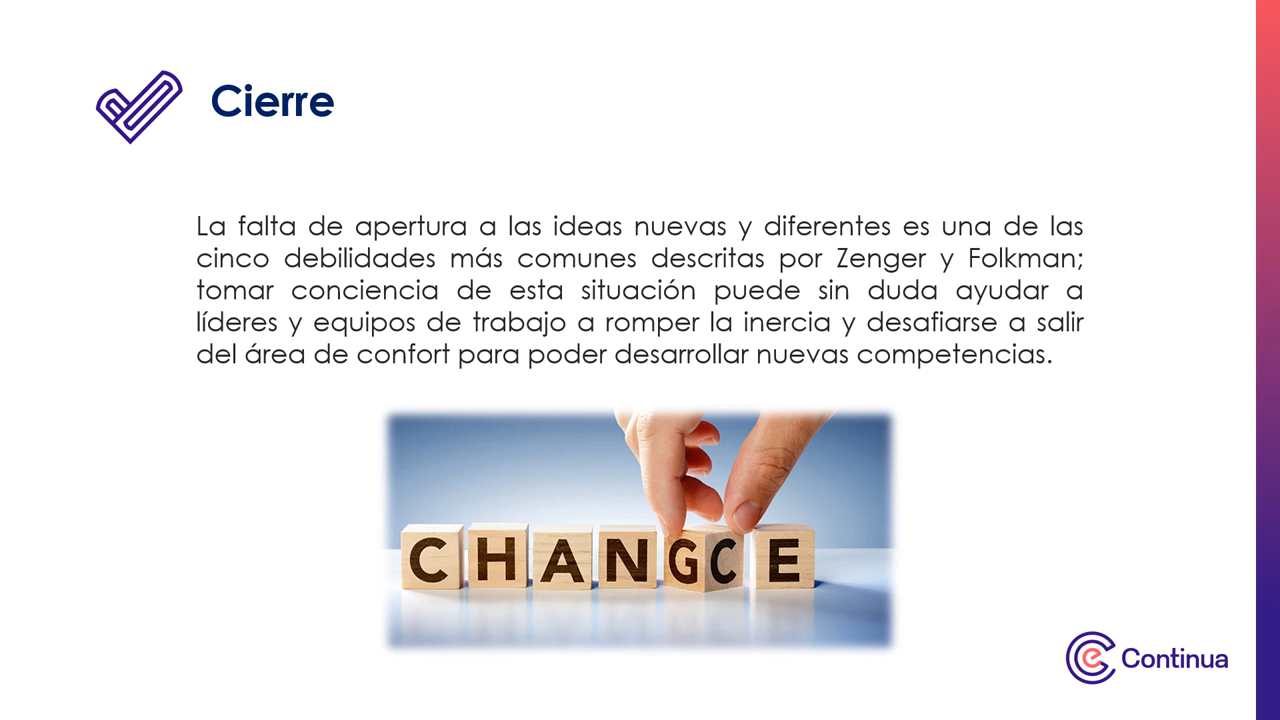 Cierre
La falta de apertura a las ideas nuevas y diferentes es una de las
cinco debilidades más comunes descritas por Zenger y Folkman;
tomar conciencia de esta situación puede sin duda ayudar a
líderes y equipos de trabajo a romper la inercia y desafiarse a salir
del área de confort para poder desarrollar nuevas competencias.
CHANGCE
e Continua